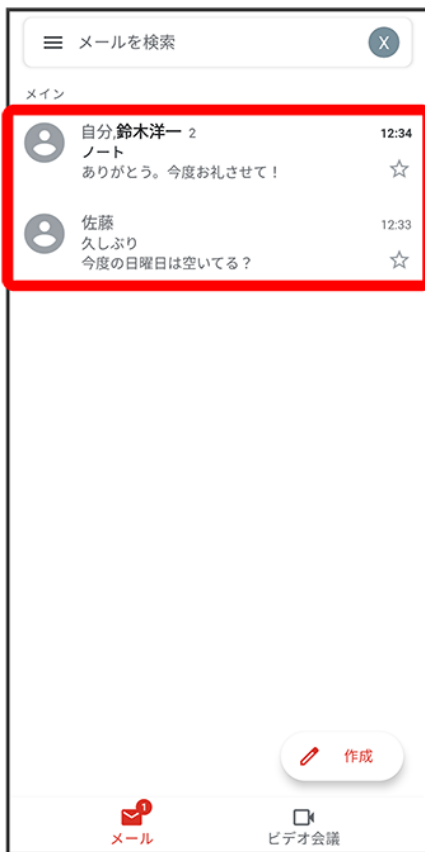 メールを検索
X
メイン
自分,鈴木洋一 2
12:34
ノート
ありがとう。今度お礼させて！
佐藤
12:33
久しぶり
今度の日曜日は空いてる？
作成
1
メール
ビデオ会議